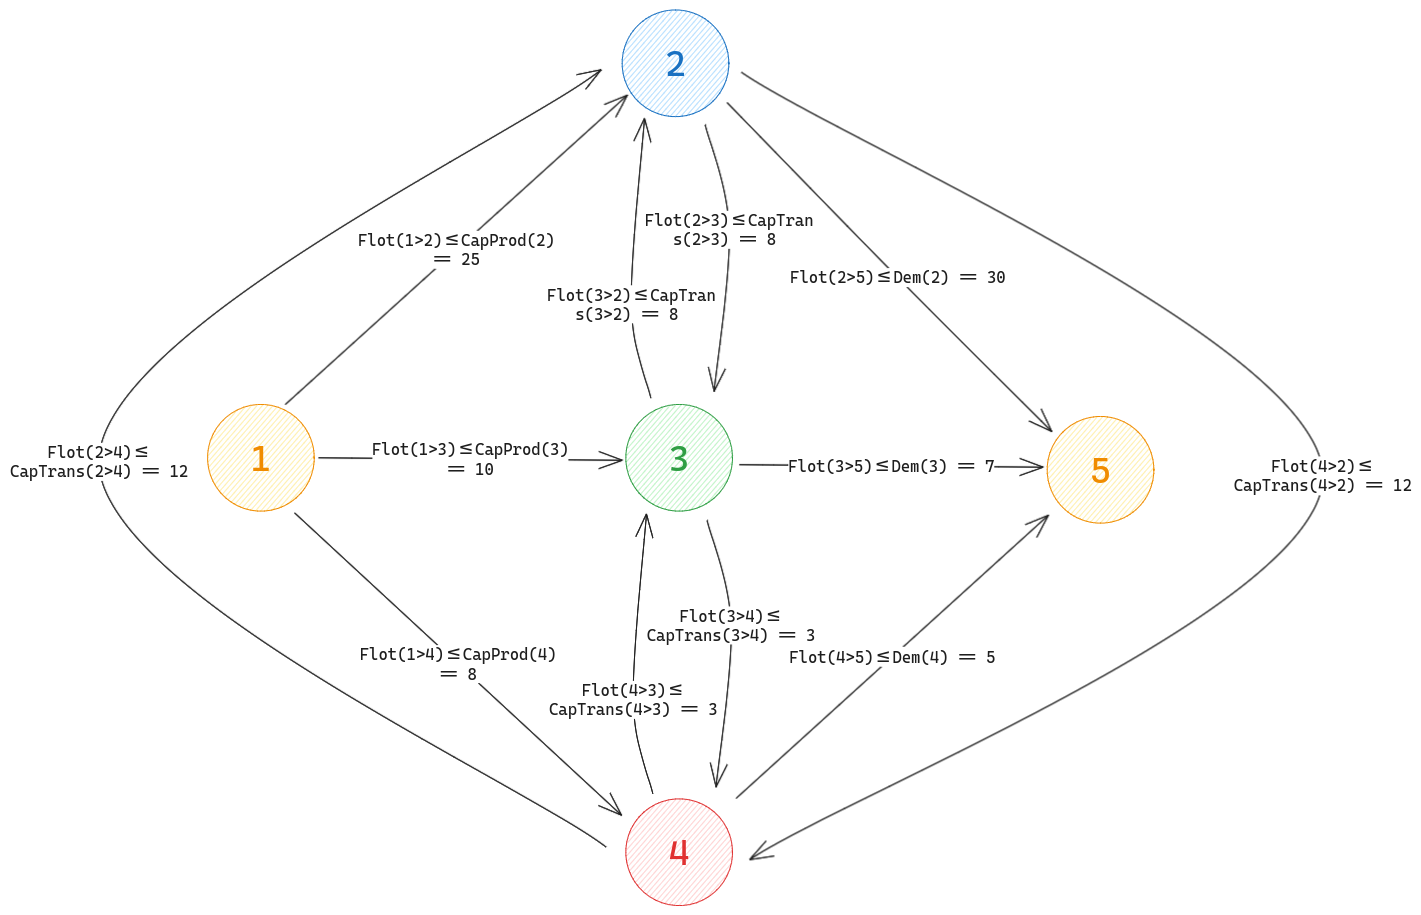 2
Flot(2>3)≤CapTran
s(2>3) == 8
Flot(1>2)≤CapProd(2)
== 25
Flot(2>5)≤Dem(2) == 30
Flot(3>2)≤CapTran
s(3>2) == 8
Flot(2>4)≤
CapTrans(2>4) == 12
1
Flot(1>3)≤CapProd(3)
== 10
3
Flot(3>5)≤Dem(3) == 7
5
Flot(4>2)≤
CapTrans(4>2) == 12
Flot(3>4)≤
CapTrans(3>4) == 3
Flot(1>4)≤CapProd(4)
== 8
Flot(4>5)≤Dem(4) == 5
Flot(4>3)≤
CapTrans(4>3) == 3
4